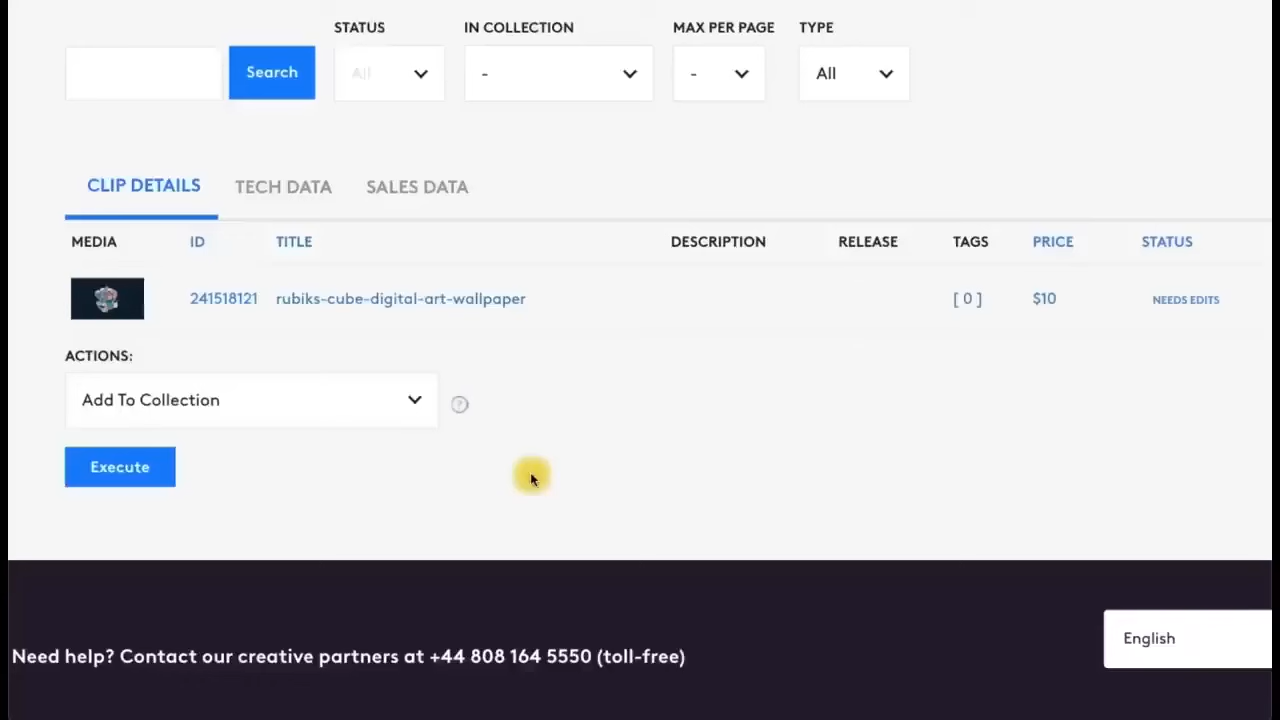 STATUS IN COLLECTION MAX PER PAGE TYPE
Search All - - All
CLIP DETAILS TECH DATA SALES DATA
MEDIA ID TITLE DESCRIPTION RELEASE TAGS PRICE STATUS
241518121 rubiks-cube-digital-art-wallpaper [ 0 ] $10 NEEDS EDITS
ACTIONS:
Add To Collection ?
Execute
English
Need help? Contact our creative partners at +44 808 164 5550 (toll-free)